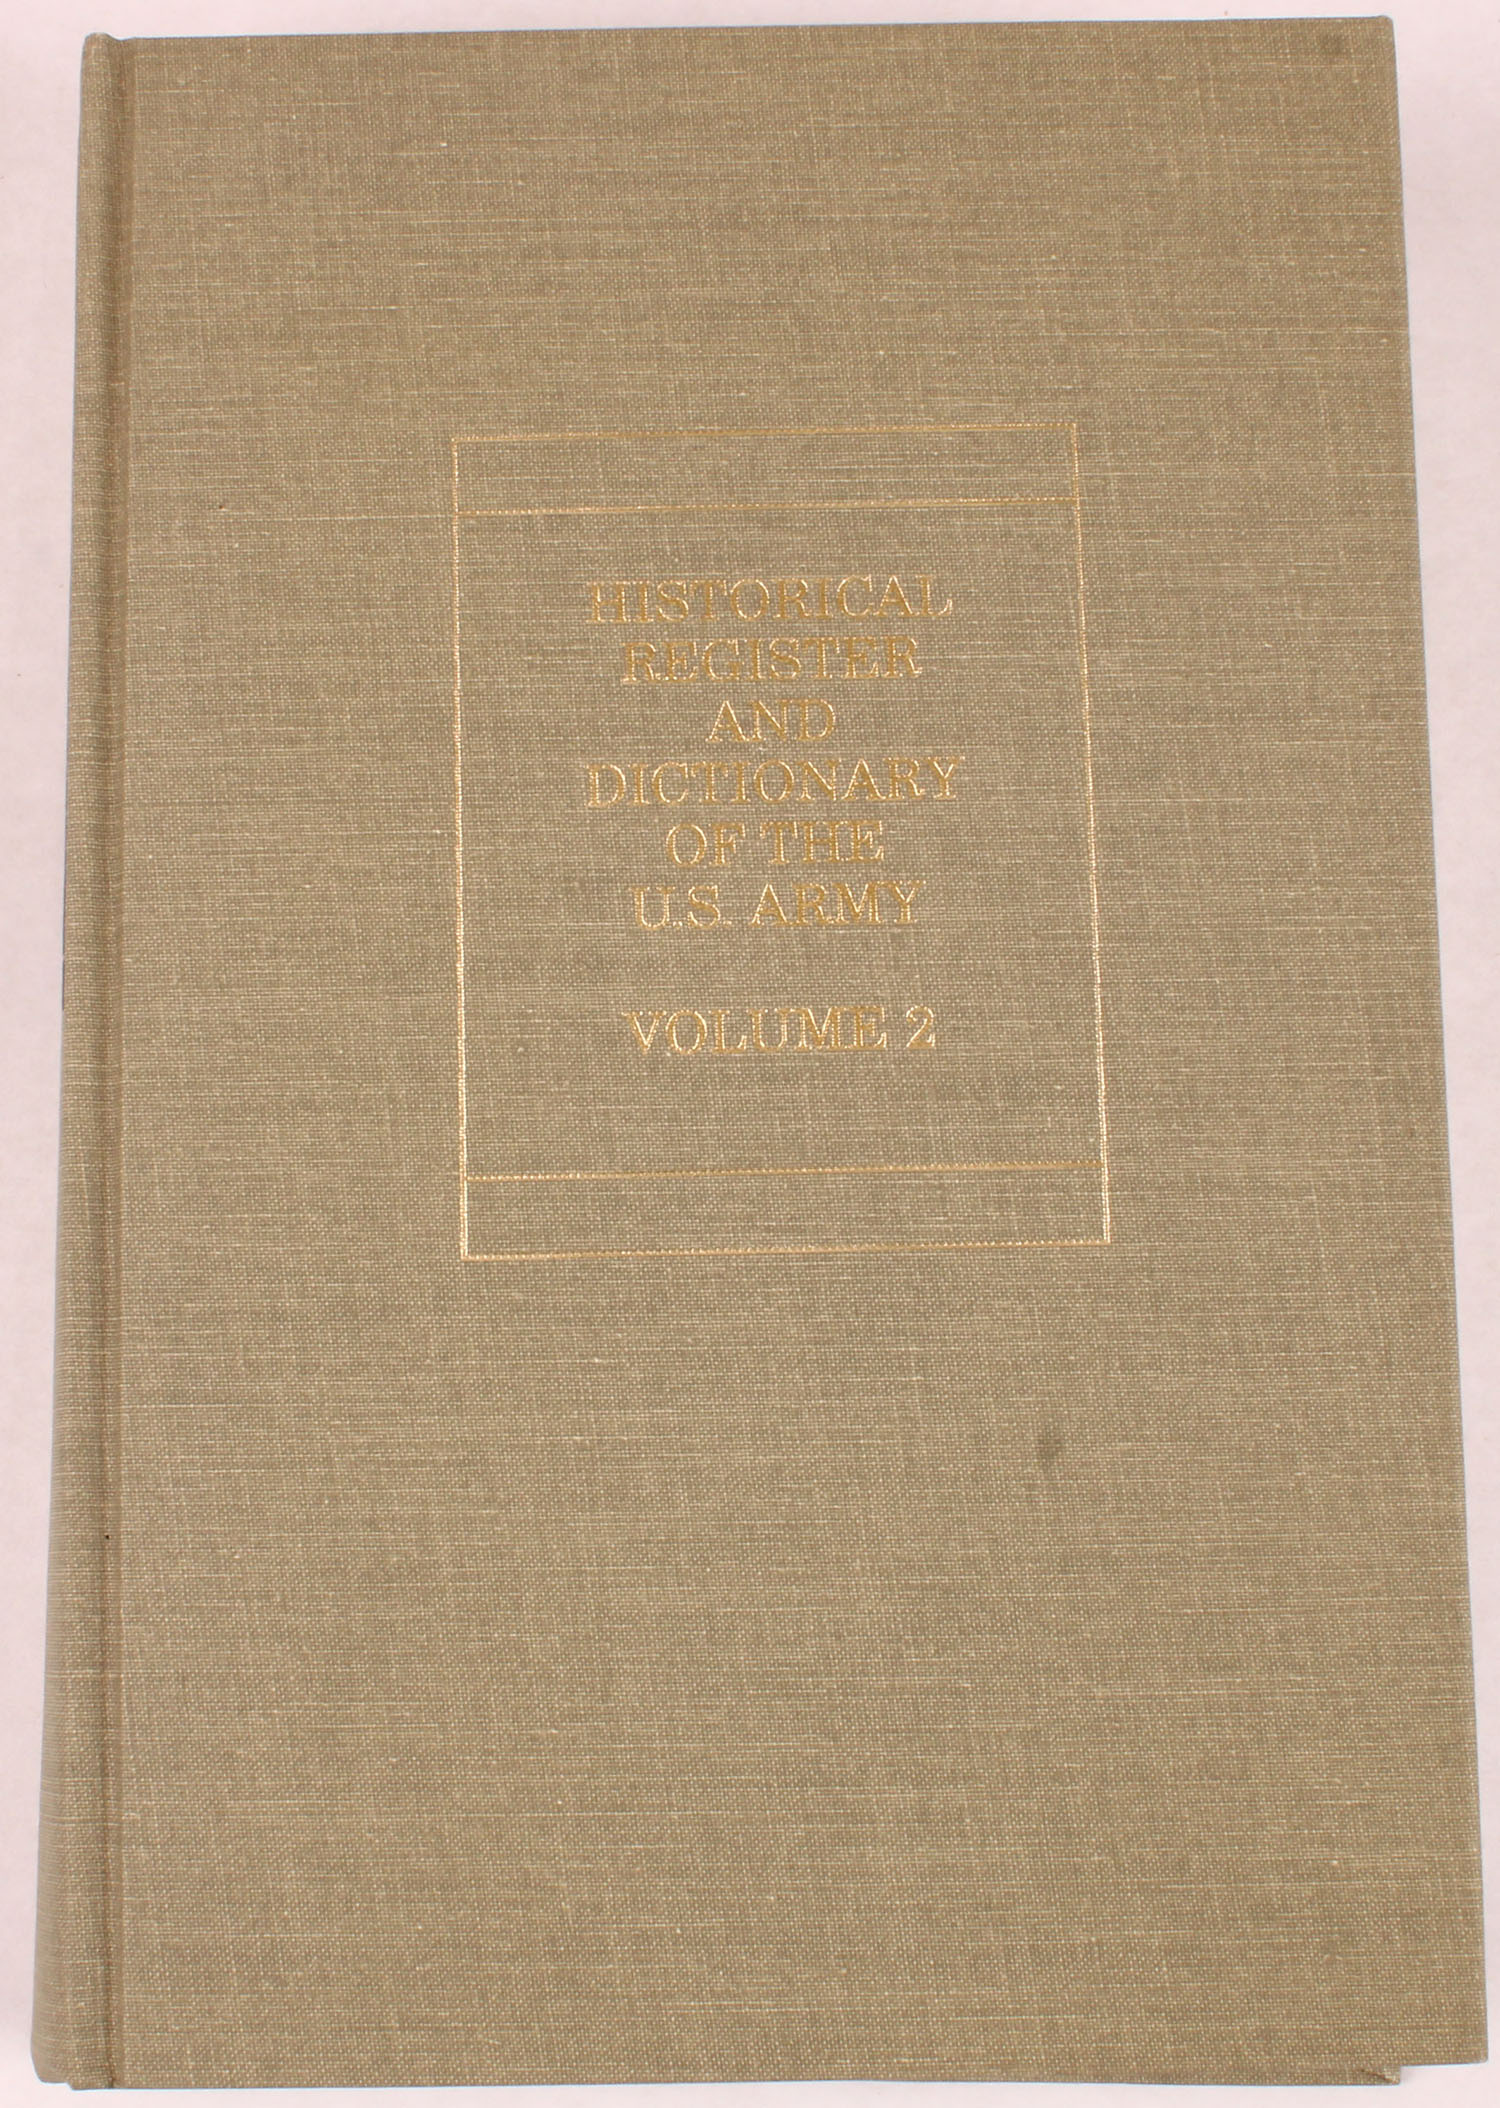 HISTORICAL
REGISTER
AND
DICTIONARY
OF THE
U.S. ARMY
VOLUME 2